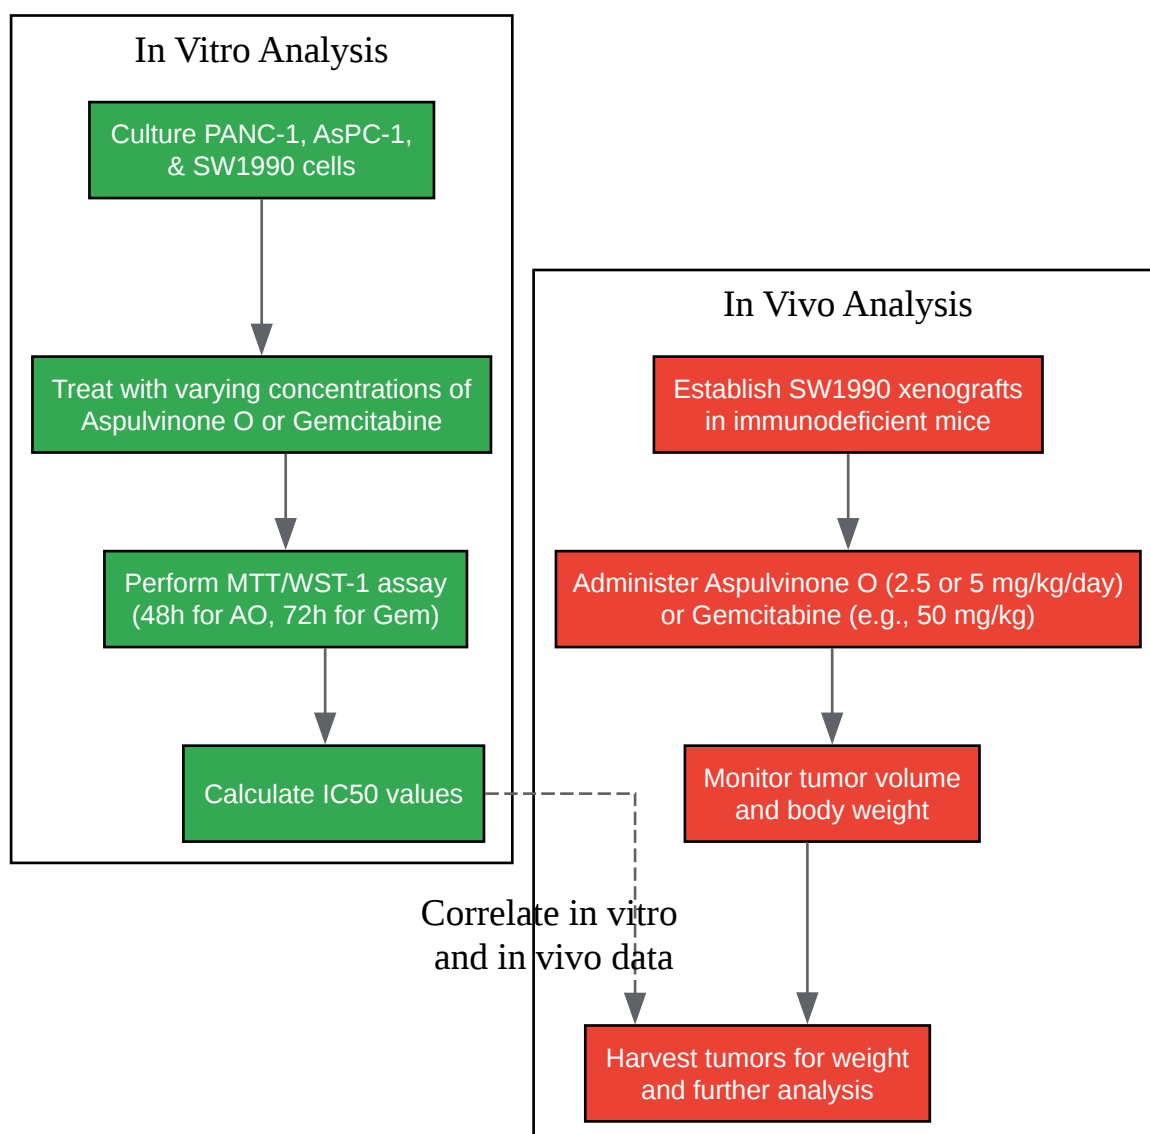 In Vitro Analysis
Culture PANC-1, AsPC-1,
& SW1990 cells
Treat with varying concentrations of
Aspulvinone O or Gemcitabine
Perform MTT/WST-1 assay
(48h for AO, 72h for Gem)
Calculate IC50 values
Correlate in vitro
and in vivo data
In Vivo Analysis
Establish SW1990 xenografts
in immunodeficient mice
Administer Aspulvinone O (2.5 or 5 mg/kg/day)
or Gemcitabine (e.g., 50 mg/kg)
Monitor tumor volume
and body weight
Harvest tumors for weight
and further analysis